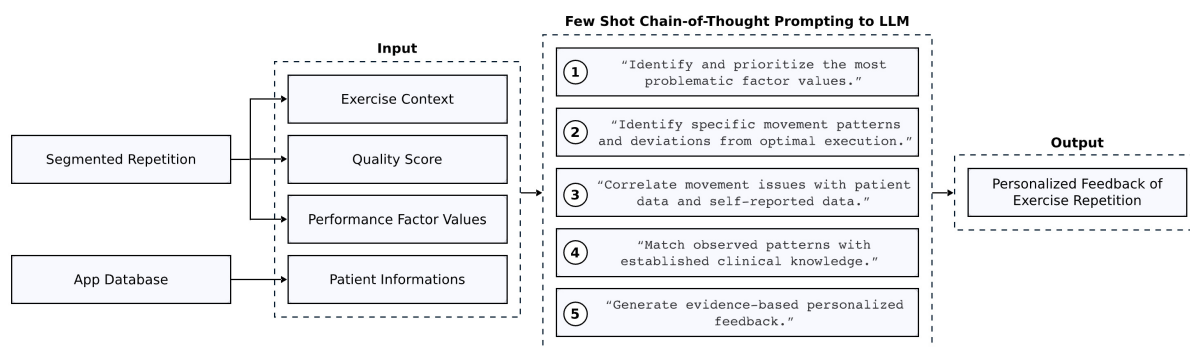 Few Shot Chain-of-Thought Prompting to LLM
Input
Output
Segmented Repetition
App Database
Exercise Context
Quality Score
Performance Factor Values
Patient Informations
1
“Identify and prioritize the most
problematic factor values.”
2
“Identify specific movement patterns
and deviations from optimal execution.”
3
“Correlate movement issues with patient
data and self-reported data.”
4
“Match observed patterns with
established clinical knowledge.”
5
“Generate evidence-based personalized
feedback.”
Personalized Feedback of
Exercise Repetition